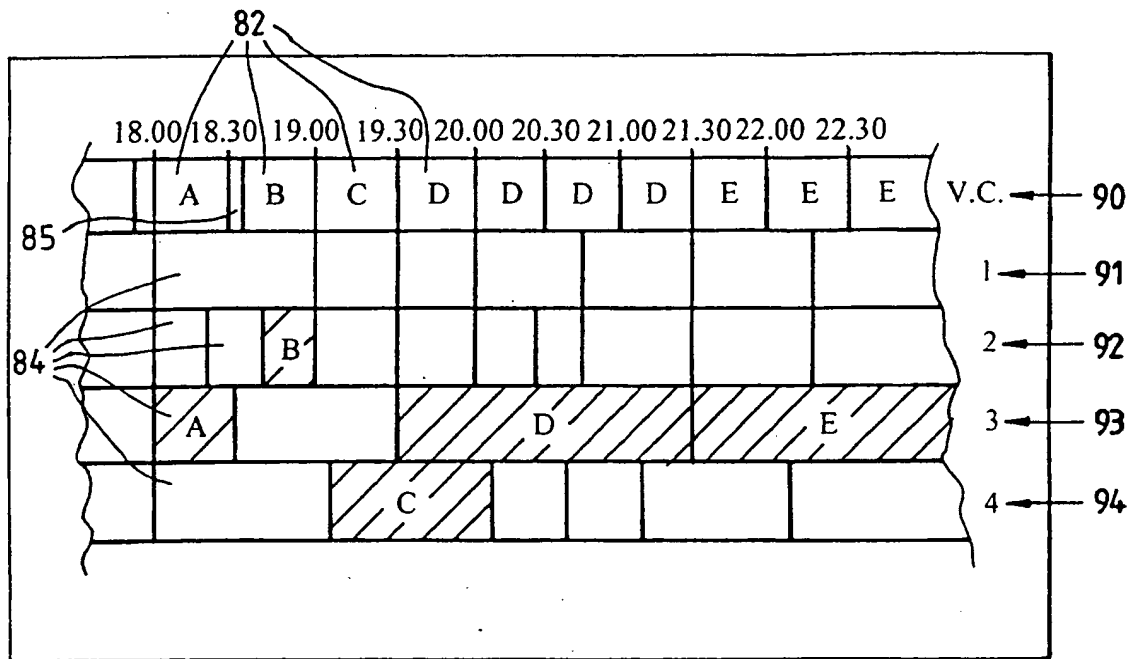 82
18.00 18.30 19.00 19.30 20.00 20.30 21.00 21.30 22.00 22.30
A B C D D D D E E E V.C. 90
85
1 91
84 B 2 92
A D E 3 93
C 4 94